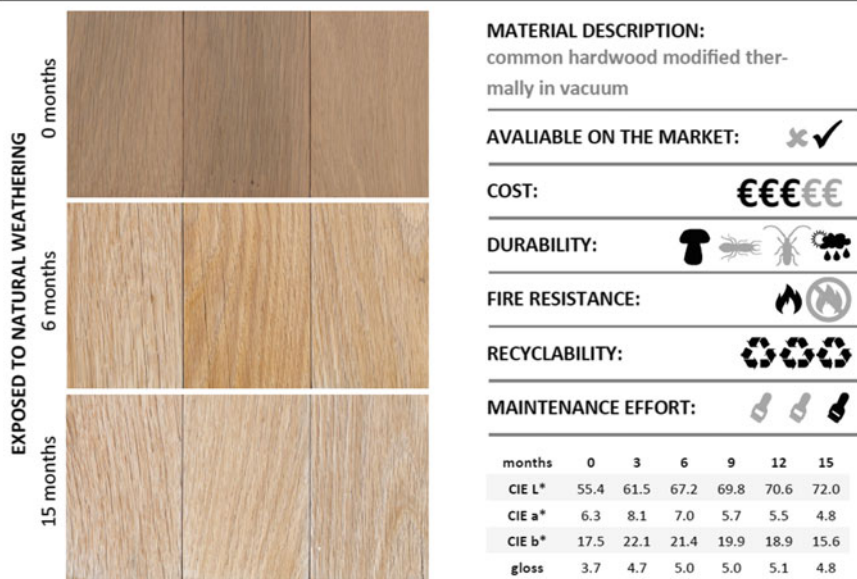 EXPOSED TO NATURAL WEATHERING
0 months
6 months
15 months
MATERIAL DESCRIPTION:
common hardwood modified ther-
mally in vacuum
AVALIABLE ON THE MARKET:
COST: €€€€€
DURABILITY:
FIRE RESISTANCE:
RECYCLABILITY:
MAINTENANCE EFFORT:
months 0 3 6 9 12 15
CIE L* 55.4 61.5 67.2 69.8 70.6 72.0
CIE a* 6.3 8.1 7.0 5.7 5.5 4.8
CIE b* 17.5 22.1 21.4 19.9 18.9 15.6
gloss 3.7 4.7 5.0 5.0 5.1 4.8